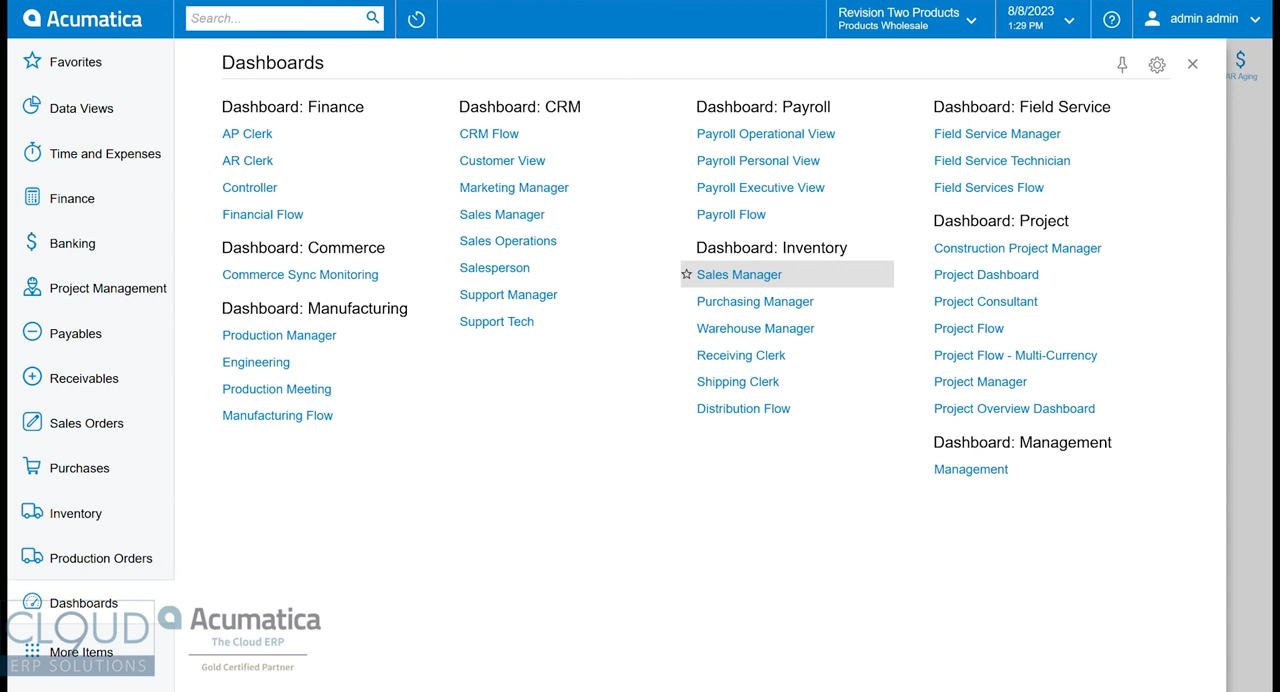 Acumatica
Search...
Revision Two Products
Products Wholesale
8/8/2023
1:29 PM
admin admin
Favorites
Data Views
Time and Expenses
Finance
Banking
Project Management
Payables
Receivables
Sales Orders
Purchases
Inventory
Production Orders
Dashboards
More Items
Dashboards
Dashboard: Finance
AP Clerk
AR Clerk
Controller
Financial Flow
Dashboard: Commerce
Commerce Sync Monitoring
Dashboard: Manufacturing
Production Manager
Engineering
Production Meeting
Manufacturing Flow
Dashboard: CRM
CRM Flow
Customer View
Marketing Manager
Sales Manager
Sales Operations
Salesperson
Support Manager
Support Tech
Dashboard: Payroll
Payroll Operational View
Payroll Personal View
Payroll Executive View
Payroll Flow
Dashboard: Inventory
Sales Manager
Purchasing Manager
Warehouse Manager
Receiving Clerk
Shipping Clerk
Distribution Flow
Dashboard: Field Service
Field Service Manager
Field Service Technician
Field Services Flow
Dashboard: Project
Construction Project Manager
Project Dashboard
Project Consultant
Project Flow
Project Flow - Multi-Currency
Project Manager
Project Overview Dashboard
Dashboard: Management
Management
AR Aging
CLOUD9
ERP SOLUTIONS
Acumatica
The Cloud ERP
Gold Certified Partner